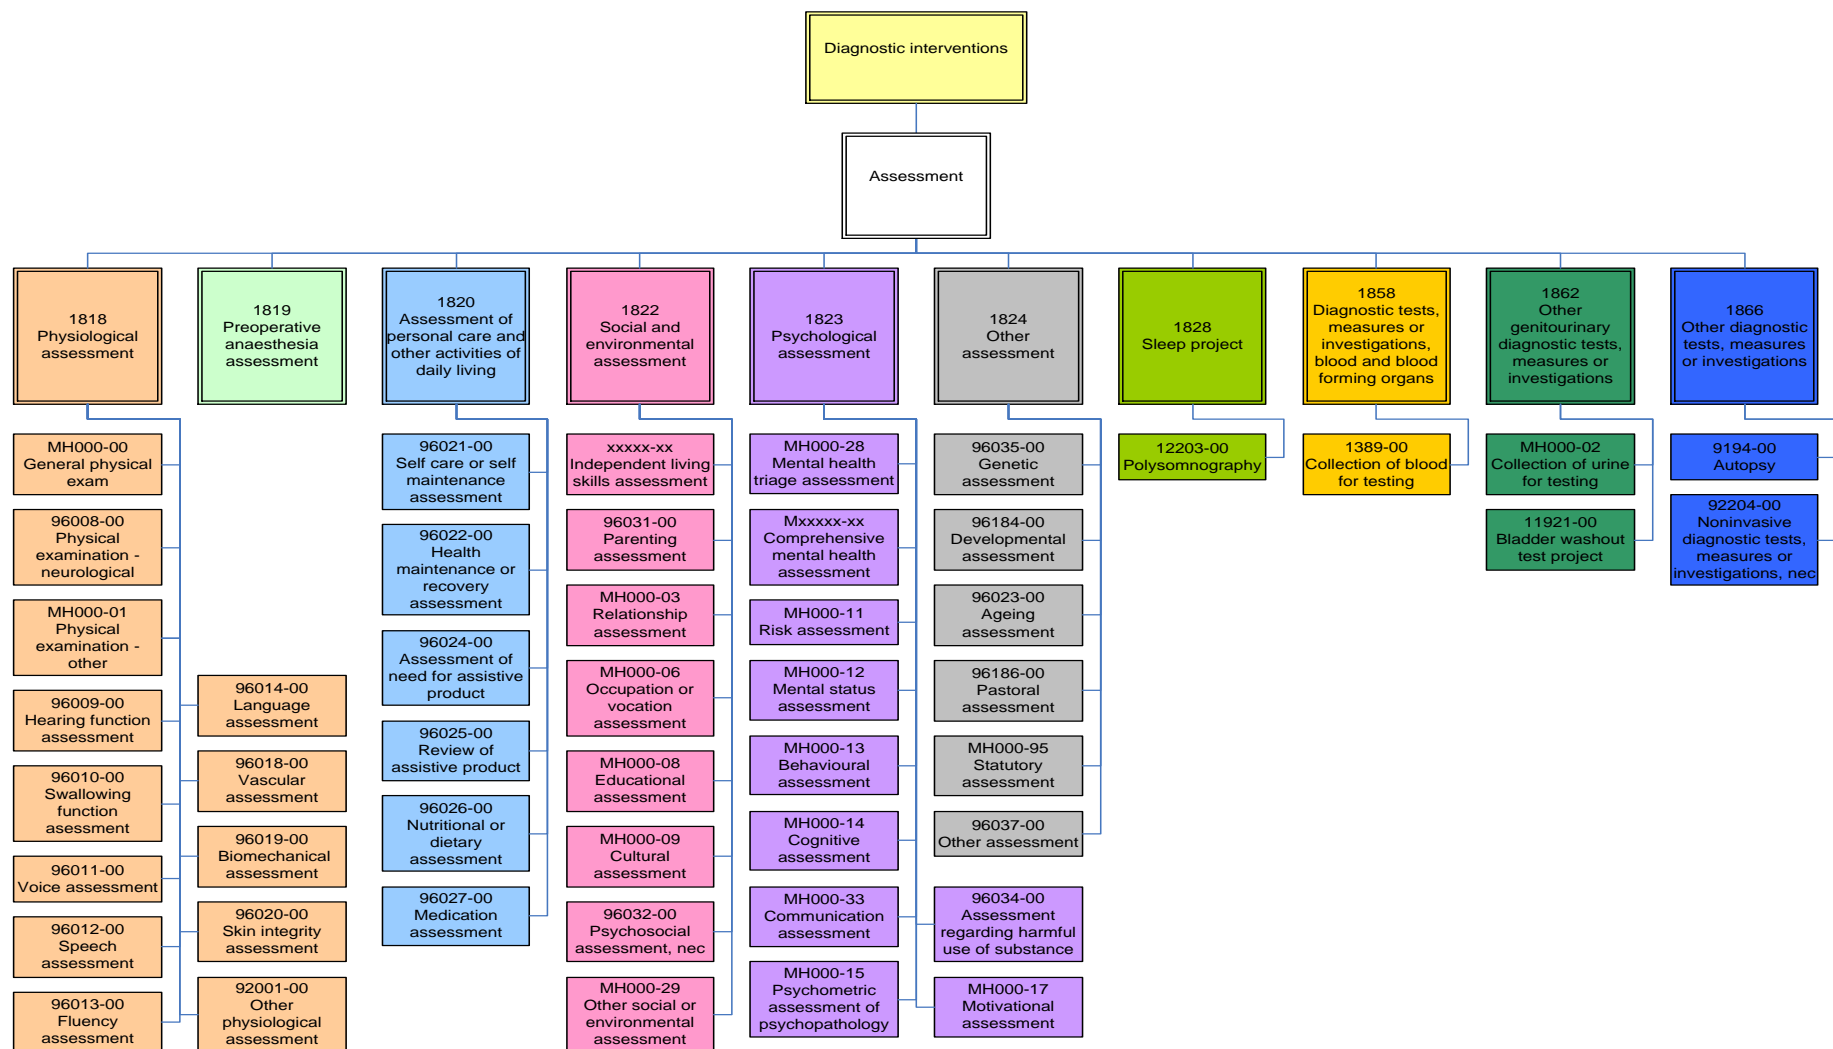 Diagnostic interventions
Assessment
1818
Physiological
assessment
1819
Preoperative
anaesthesia
assessment
1820
Assessment of
personal care and
other activities of
daily living
1822
Social and
environmental
assessment
1823
Psychological
assessment
1824
Other
assessment
1828
Sleep project
1858
Diagnostic tests,
measures or
investigations,
blood and blood
forming organs
1862
Other
genitourinary
diagnostic tests,
measures or
investigations
1866
Other diagnostic
tests, measures
or investigations
MH000-00
General physical
exam
96008-00
Physical
examination -
neurological
MH000-01
Physical
examination -
other
96009-00
Hearing function
assessment
96010-00
Swallowing
function
asessment
96011-00
Voice assessment
96012-00
Speech
assessment
96013-00
Fluency
assessment
96014-00
Language
assessment
96018-00
Vascular
assessment
96019-00
Biomechanical
assessment
96020-00
Skin integrity
assessment
92001-00
Other
physiological
assessment
96021-00
Self care or self
maintenance
assessment
96022-00
Health
maintenance or
recovery
assessment
96024-00
Assessment of
need for assistive
product
96025-00
Review of
assistive product
96026-00
Nutritional or
dietary
assessment
96027-00
Medication
assessment
xxxxx-xx
Independent living
skills assessment
96031-00
Parenting
assessment
MH000-03
Relationship
assessment
MH000-06
Occupation or
vocation
assessment
MH000-08
Educational
assessment
MH000-09
Cultural
assessment
96032-00
Psychosocial
assessment, nec
MH000-29
Other social or
environmental
assessment
MH000-28
Mental health
triage assessment
Mxxxxx-xx
Comprehensive
mental health
assessment
MH000-11
Risk assessment
MH000-12
Mental status
assessment
MH000-13
Behavioural
assessment
MH000-14
Cognitive
assessment
MH000-33
Communication
assessment
MH000-15
Psychometric
assessment of
psychopathology
96035-00
Genetic
assessment
96184-00
Developmental
assessment
96023-00
Ageing
assessment
96186-00
Pastoral
assessment
MH000-95
Statutory
assessment
96037-00
Other assessment
96034-00
Assessment
regarding harmful
use of substance
MH000-17
Motivational
assessment
12203-00
Polysomnography
1389-00
Collection of blood
for testing
MH000-02
Collection of urine
for testing
11921-00
Bladder washout
test project
9194-00
Autopsy
92204-00
Noninvasive
diagnostic tests,
measures or
investigations, nec